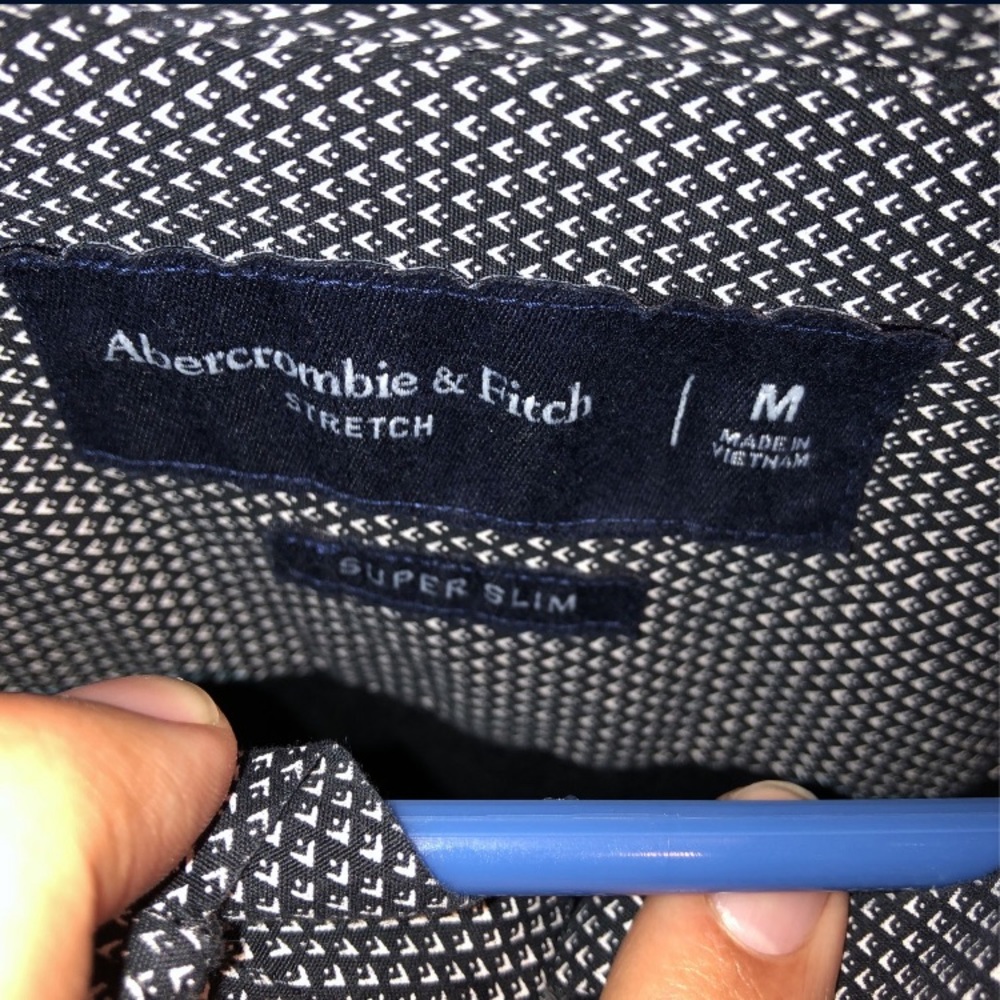 Abercrombie & Fitch
STRETCH
M
MADE IN
VIETNAM
SUPER SLIM